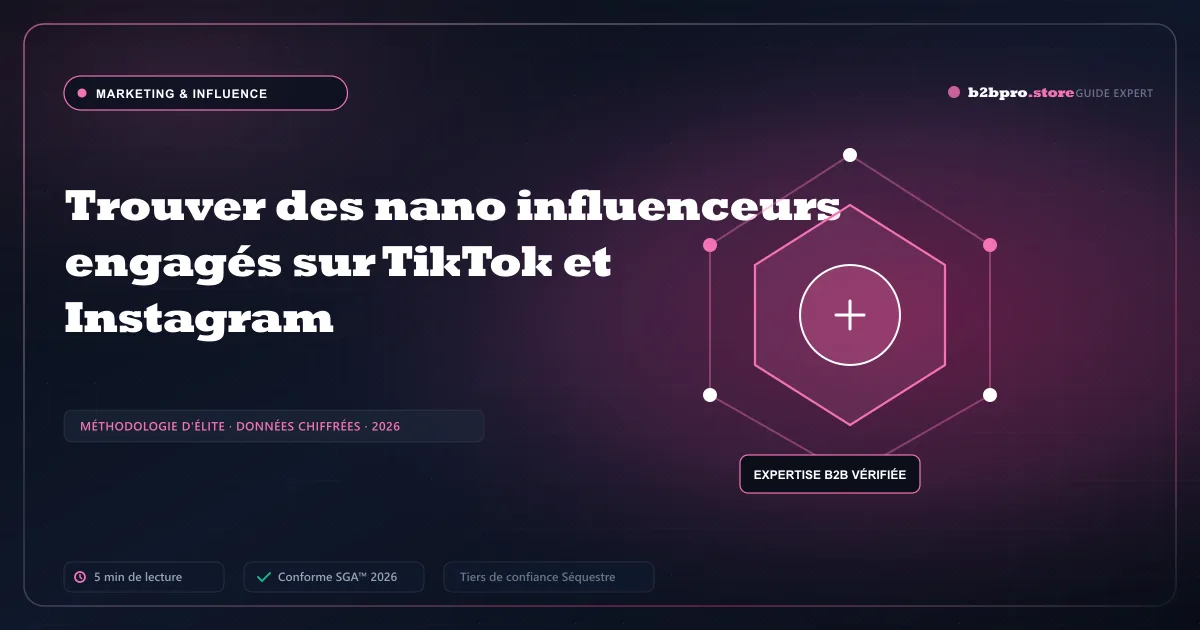 MARKETING & INFLUENCE
b2bpro.store GUIDE EXPERT
Trouver des nano influenceurs
engagés sur TikTok et
Instagram
MÉTHODOLOGIE D'ÉLITE · DONNÉES CHIFFRÉES · 2026
EXPERTISE B2B VÉRIFIÉE
5 min de lecture
Conforme SGA™ 2026
Tiers de confiance Séquestre